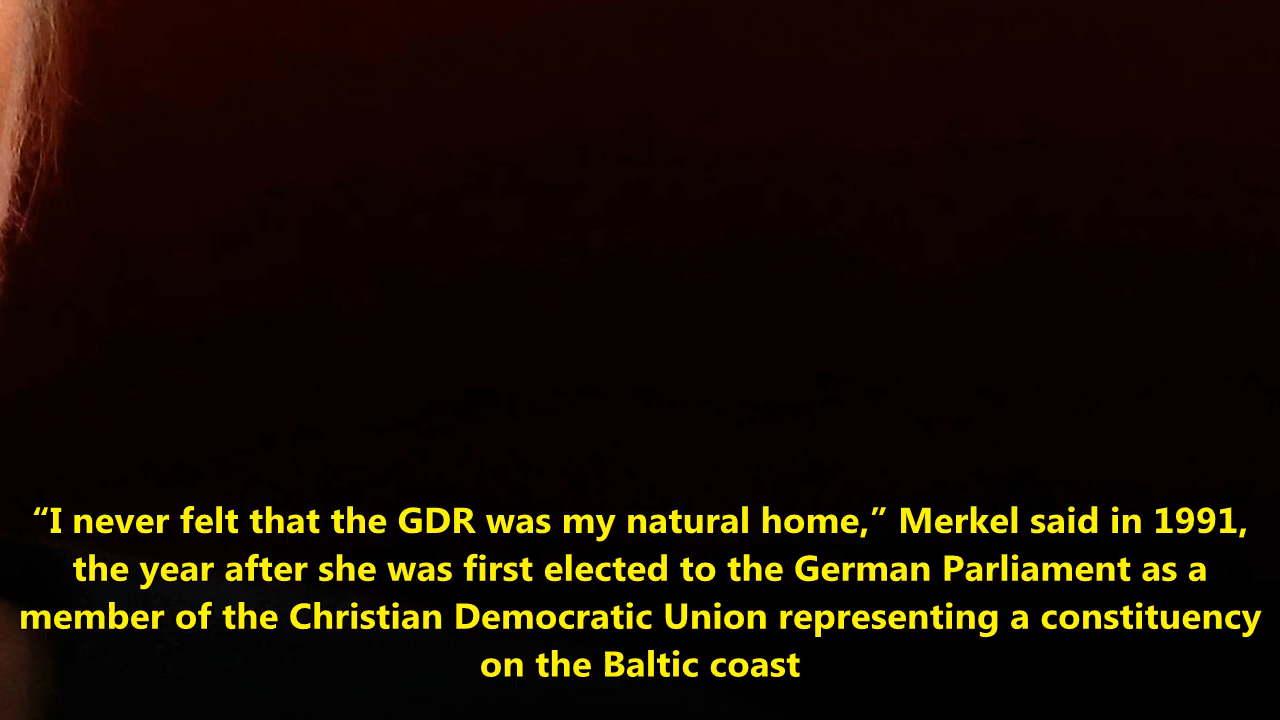 “I never felt that the GDR was my natural home,” Merkel said in 1991,
the year after she was first elected to the German Parliament as a
member of the Christian Democratic Union representing a constituency
on the Baltic coast